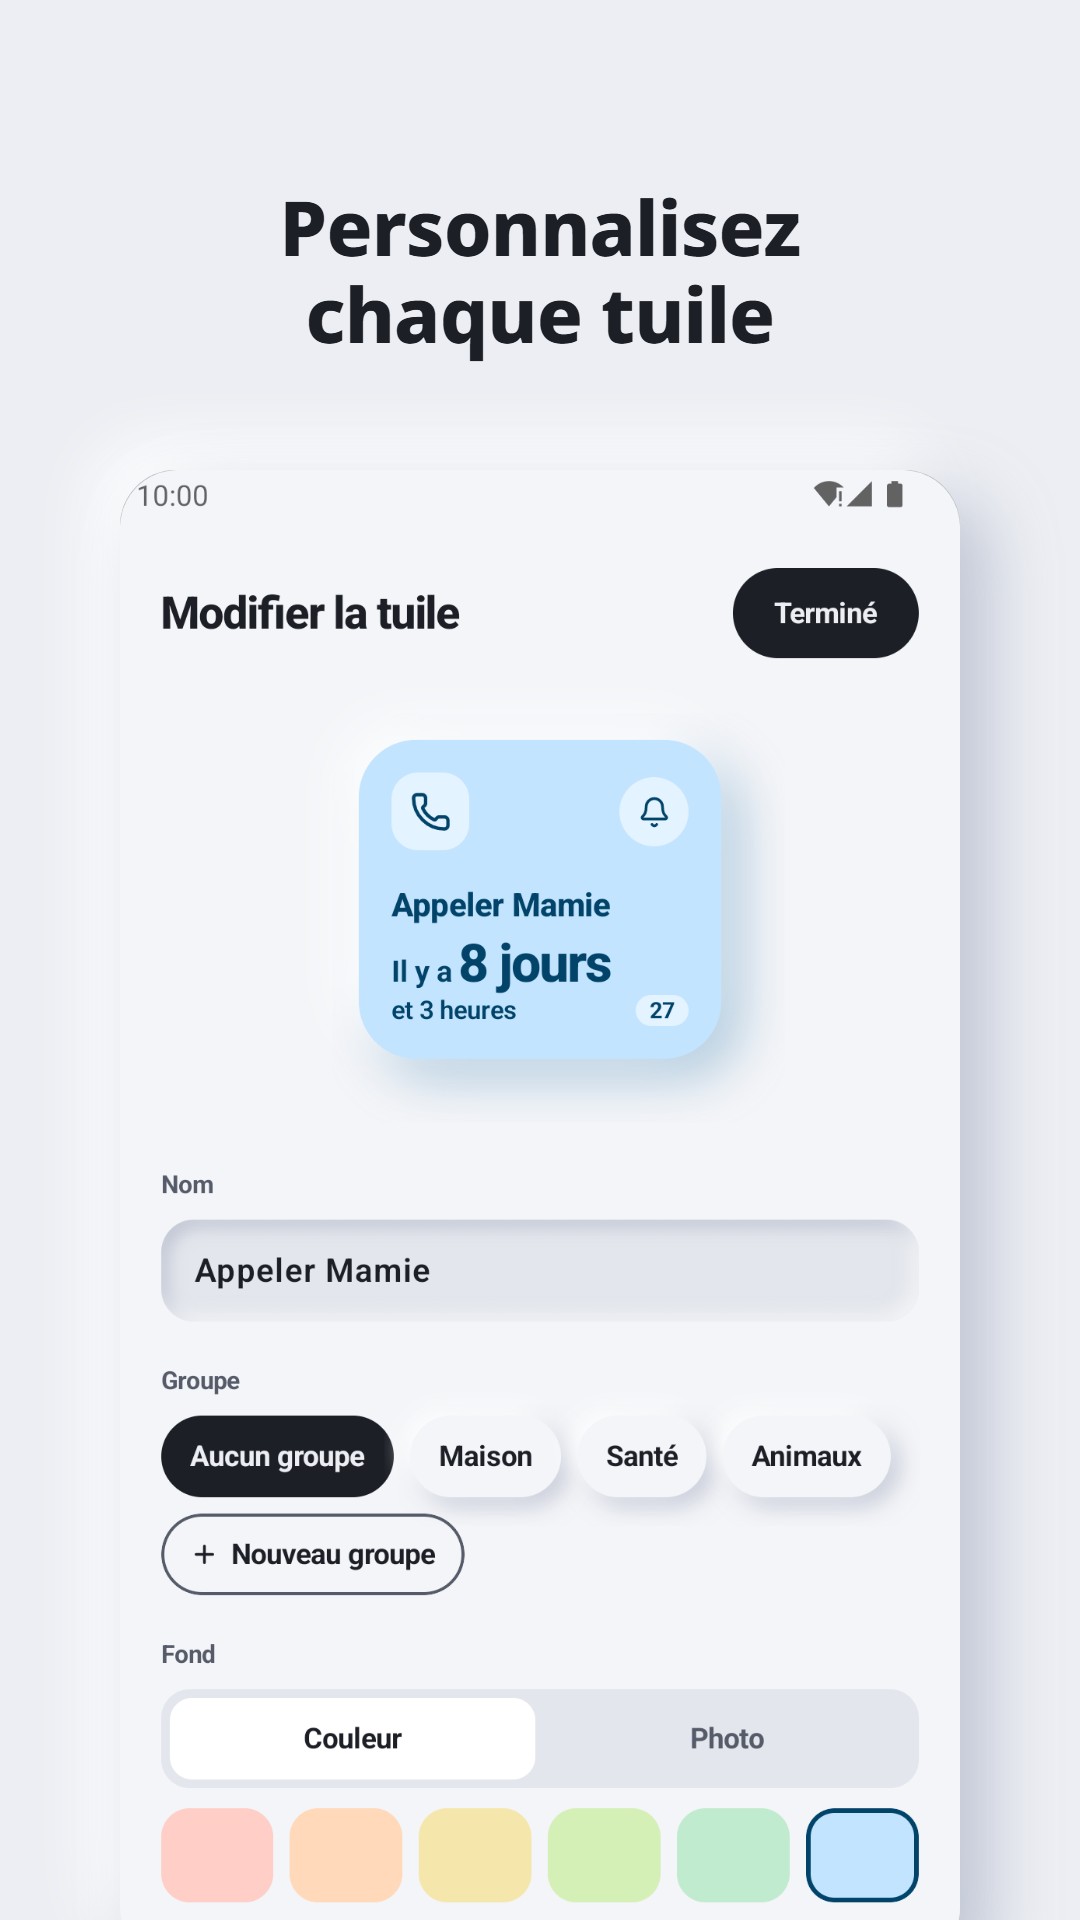 Personnalisez
chaque tuile
10:00
Modifier la tuile
Terminé
Appeler Mamie
Il y a 8 jours
et 3 heures
27
Nom
Appeler Mamie
Groupe
Aucun groupe
Maison
Santé
Animaux
+ Nouveau groupe
Fond
Couleur
Photo